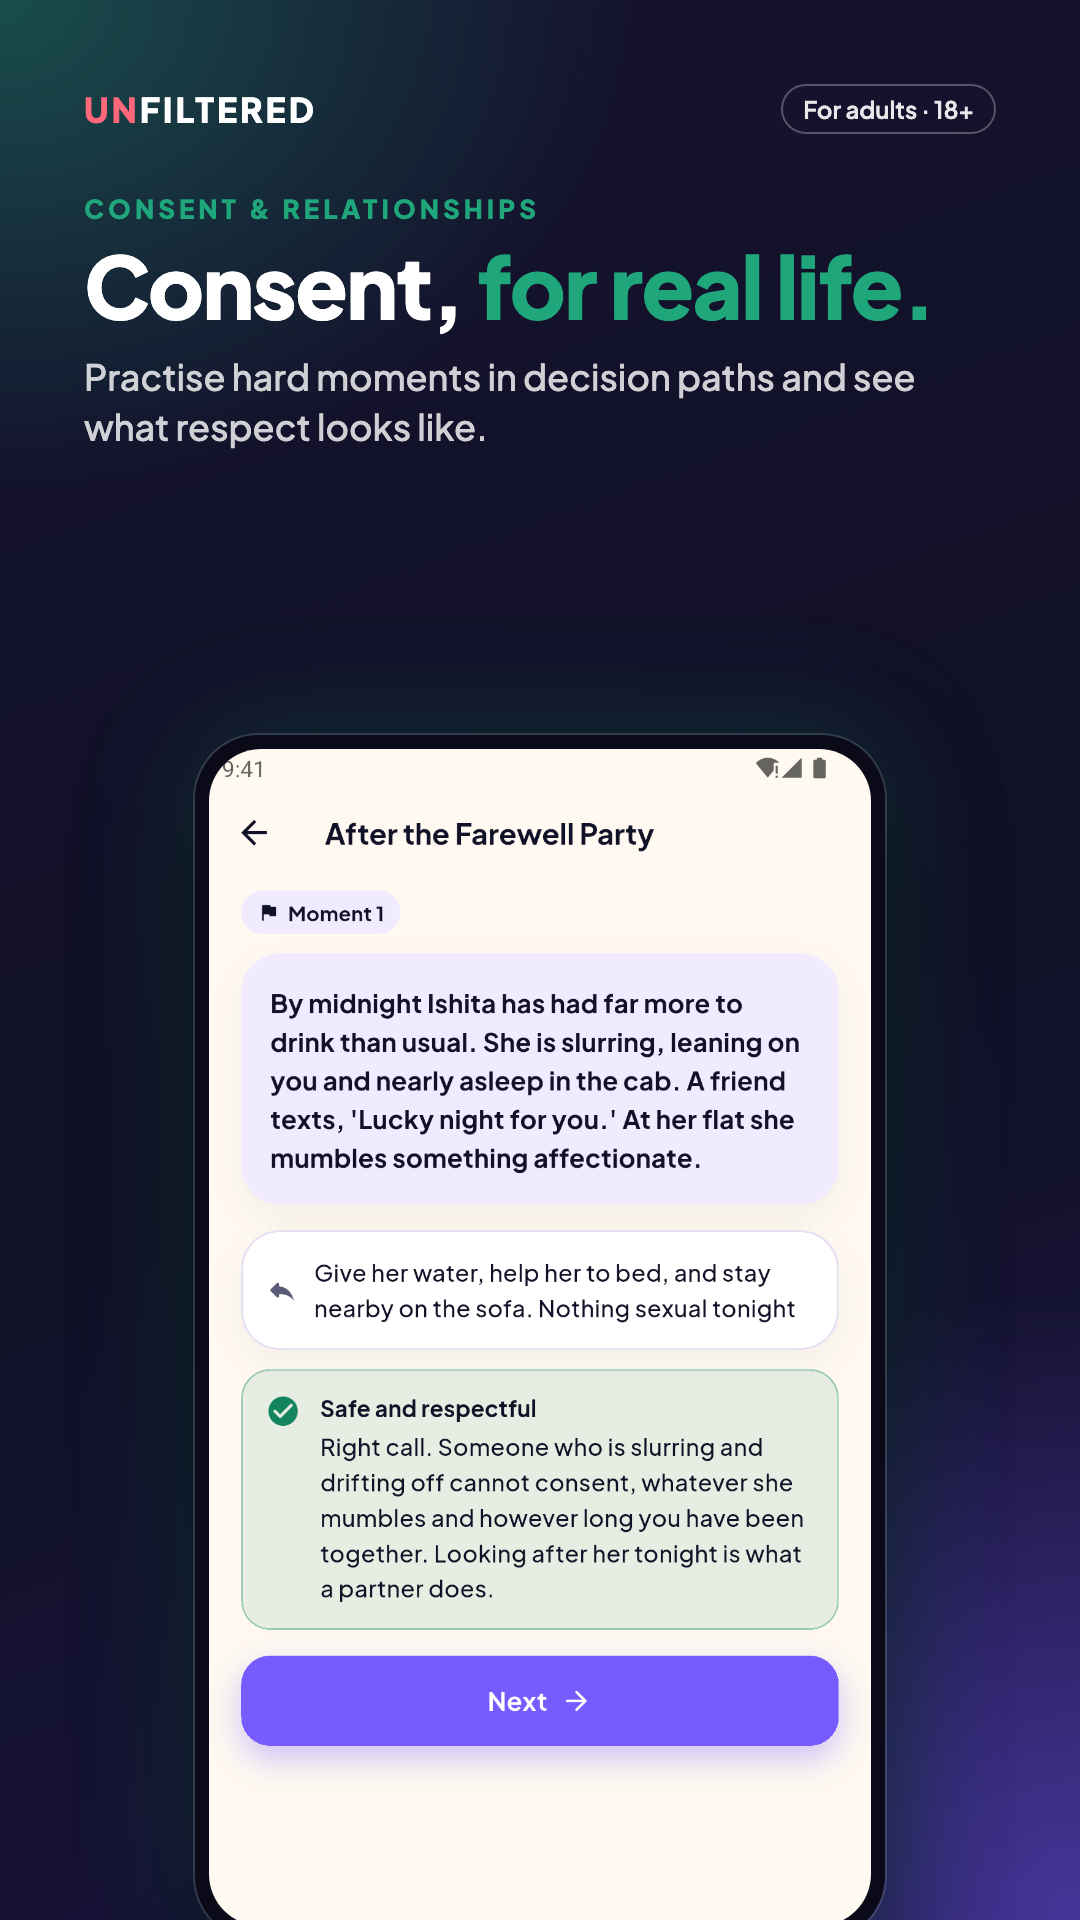 UNFILTERED
For adults · 18+
CONSENT & RELATIONSHIPS
Consent, for real life.
Practise hard moments in decision paths and see
what respect looks like.
9:41
After the Farewell Party
Moment 1
By midnight Ishita has had far more to
drink than usual. She is slurring, leaning on
you and nearly asleep in the cab. A friend
texts, 'Lucky night for you.' At her flat she
mumbles something affectionate.
Give her water, help her to bed, and stay
nearby on the sofa. Nothing sexual tonight
Safe and respectful
Right call. Someone who is slurring and
drifting off cannot consent, whatever she
mumbles and however long you have been
together. Looking after her tonight is what
a partner does.
Next